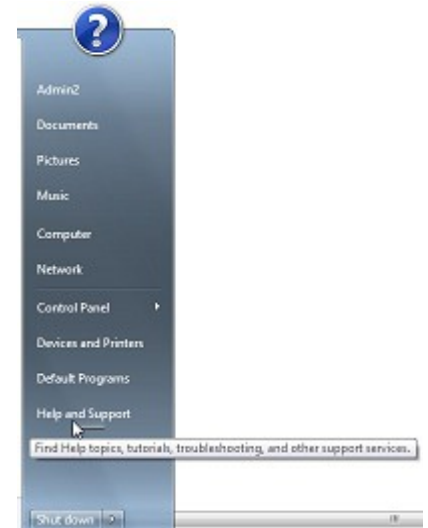 ?
Admin2
Documents
Pictures
Music
Computer
Network
Control Panel
Devices and Printers
Default Programs
Help and Support
Find Help topics, tutorials, troubleshooting, and other support services.
Shut down